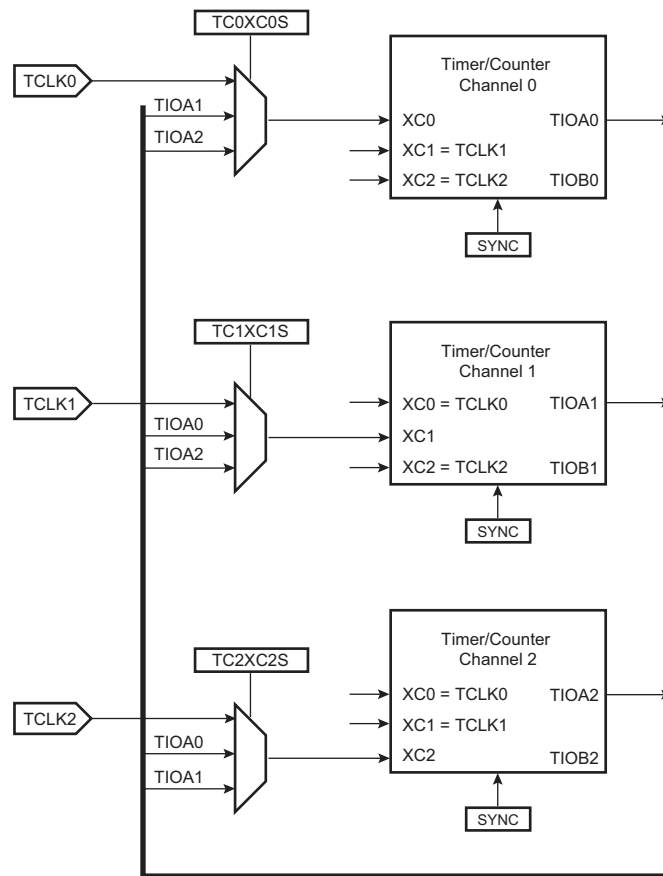 TC0XC0S
TCLK0
TIOA1
TIOA2
Timer/Counter
Channel 0
XC0
TIOA0
XC1 = TCLK1
XC2 = TCLK2
TIOB0
SYNC
TC1XC1S
TCLK1
TIOA0
TIOA2
Timer/Counter
Channel 1
XC0 = TCLK0
TIOA1
XC1
XC2 = TCLK2
TIOB1
SYNC
TC2XC2S
TCLK2
TIOA0
TIOA1
Timer/Counter
Channel 2
XC0 = TCLK0
TIOA2
XC1 = TCLK1
XC2
TIOB2
SYNC